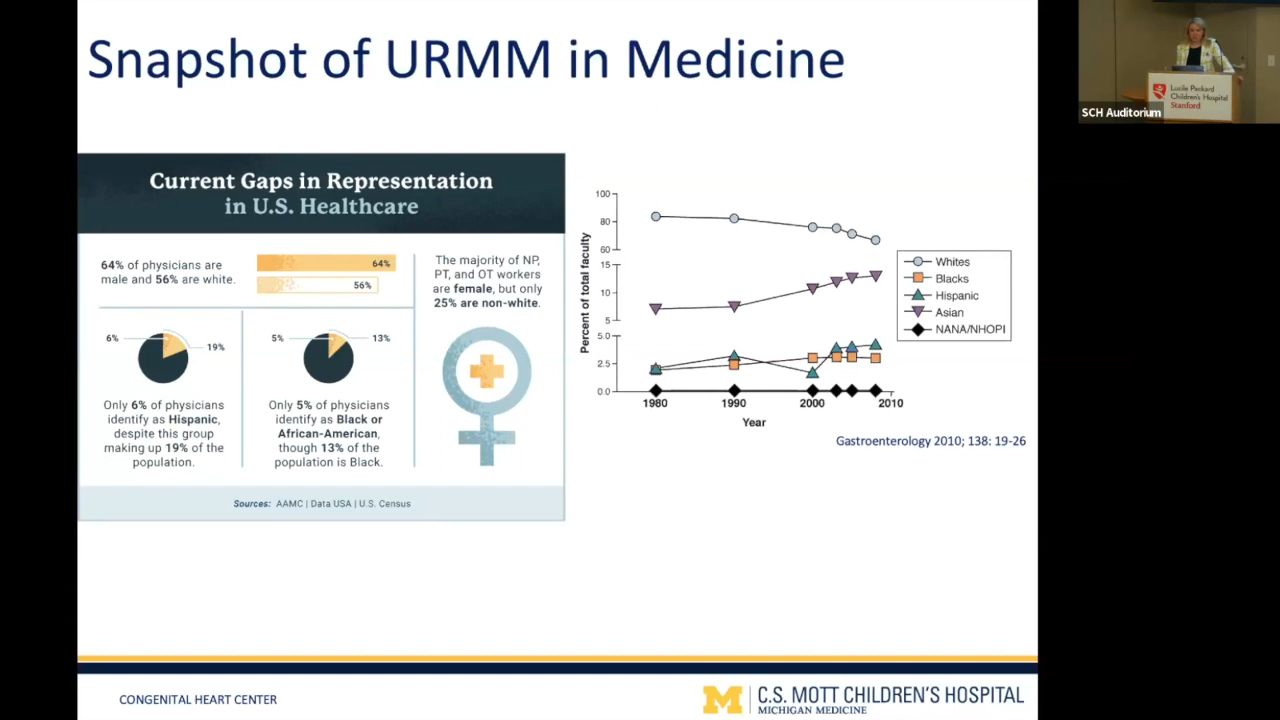 Snapshot of URMM in Medicine
Current Gaps in Representation
in U.S. Healthcare
64% of physicians are
male and 56% are white.
64%
56%
The majority of NP,
PT, and OT workers
are female, but only
25% are non-white.
6%
19%
Only 6% of physicians
identify as Hispanic,
despite this group
making up 19% of the
population.
5%
13%
Only 5% of physicians
identify as Black or
African-American,
though 13% of the
population is Black.
Sources: AAMC | Data USA | U.S. Census
Percent of total faculty
100
80
60
15
10
5
5.0
2.5
0.0
1980
1990
2000
2010
Year
Whites
Blacks
Hispanic
Asian
NANA/NHOPI
Gastroenterology 2010; 138: 19-26
CONGENITAL HEART CENTER
M
C.S. MOTT CHILDREN'S HOSPITAL
MICHIGAN MEDICINE
Lucile Packard
Children's Hospital
Stanford
SCH Auditorium